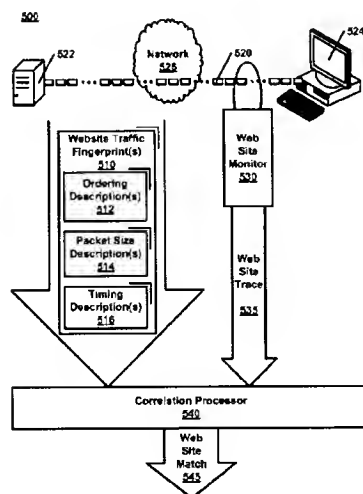 500
522
Network
526
520
524
Website Traffic
Fingerprint(s)
510
Ordering
Description(s)
512
Packet Size
Description(s)
514
Timing
Description(s)
516
Web
Site
Monitor
530
Web
Site
Trace
535
Correlation Processor
540
Web
Site
Match
545